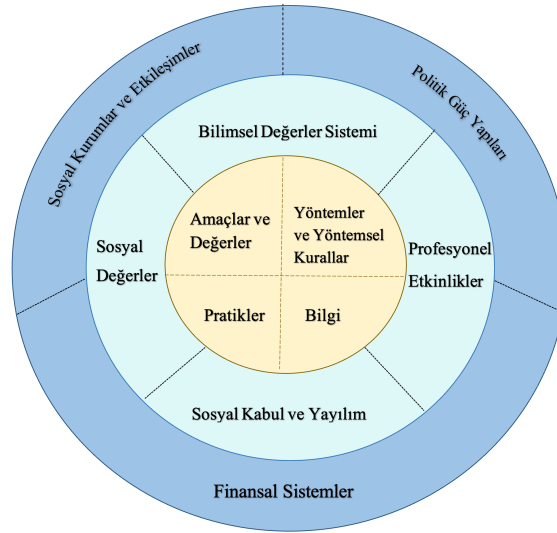 Sosyal Kurumlar ve Etkileşimler
Politik Güç Yapıları
Bilimsel Değerler Sistemi
Amaçlar ve
Değerler
Yöntemler
ve Yöntemsel
Kurallar
Sosyal
Değerler
Profesyonel
Etkinlikler
Pratikler
Bilgi
Sosyal Kabul ve Yayılım
Finansal Sistemler